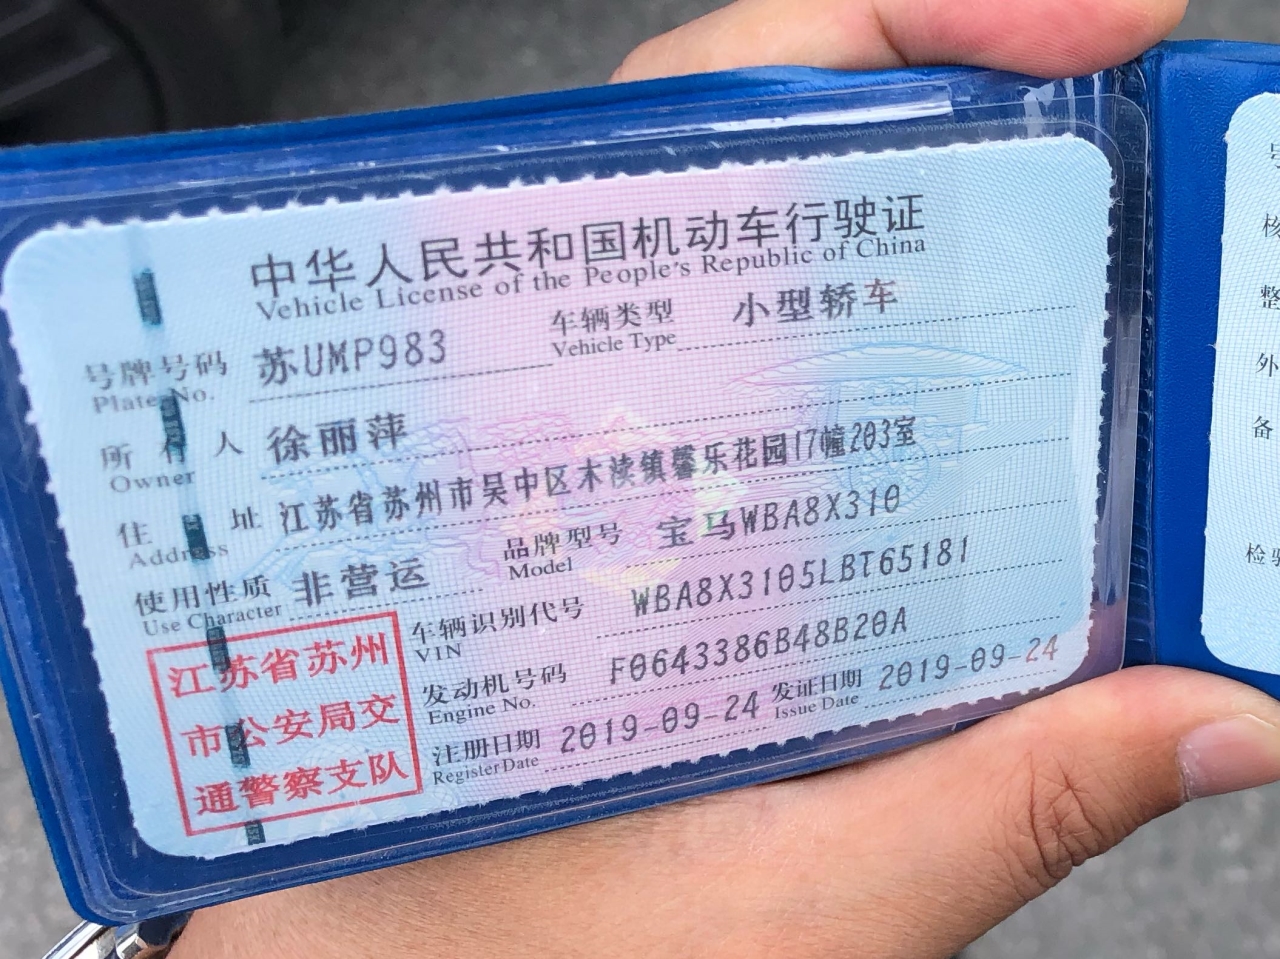 中华人民共和国机动车行驶证
Vehicle License of the People's Republic of China
号牌号码 苏UMP983 车辆类型 小型轿车
Plate No. Vehicle Type
所有人 徐丽萍
Owner
住址 江苏省苏州市吴中区木渎镇馨乐花园17幢203室
Address
使用性质 非营运 品牌型号 宝马WBA8X310
Use Character Model
车辆识别代号 WBA8X3105LBT65181
VIN
发动机号码 F0643386B48B20A
Engine No.
注册日期 2019-09-24 发证日期 2019-09-24
Register Date Issue Date
江苏省苏州
市公安局交
通警察支队
号
核
整
外
备
检验